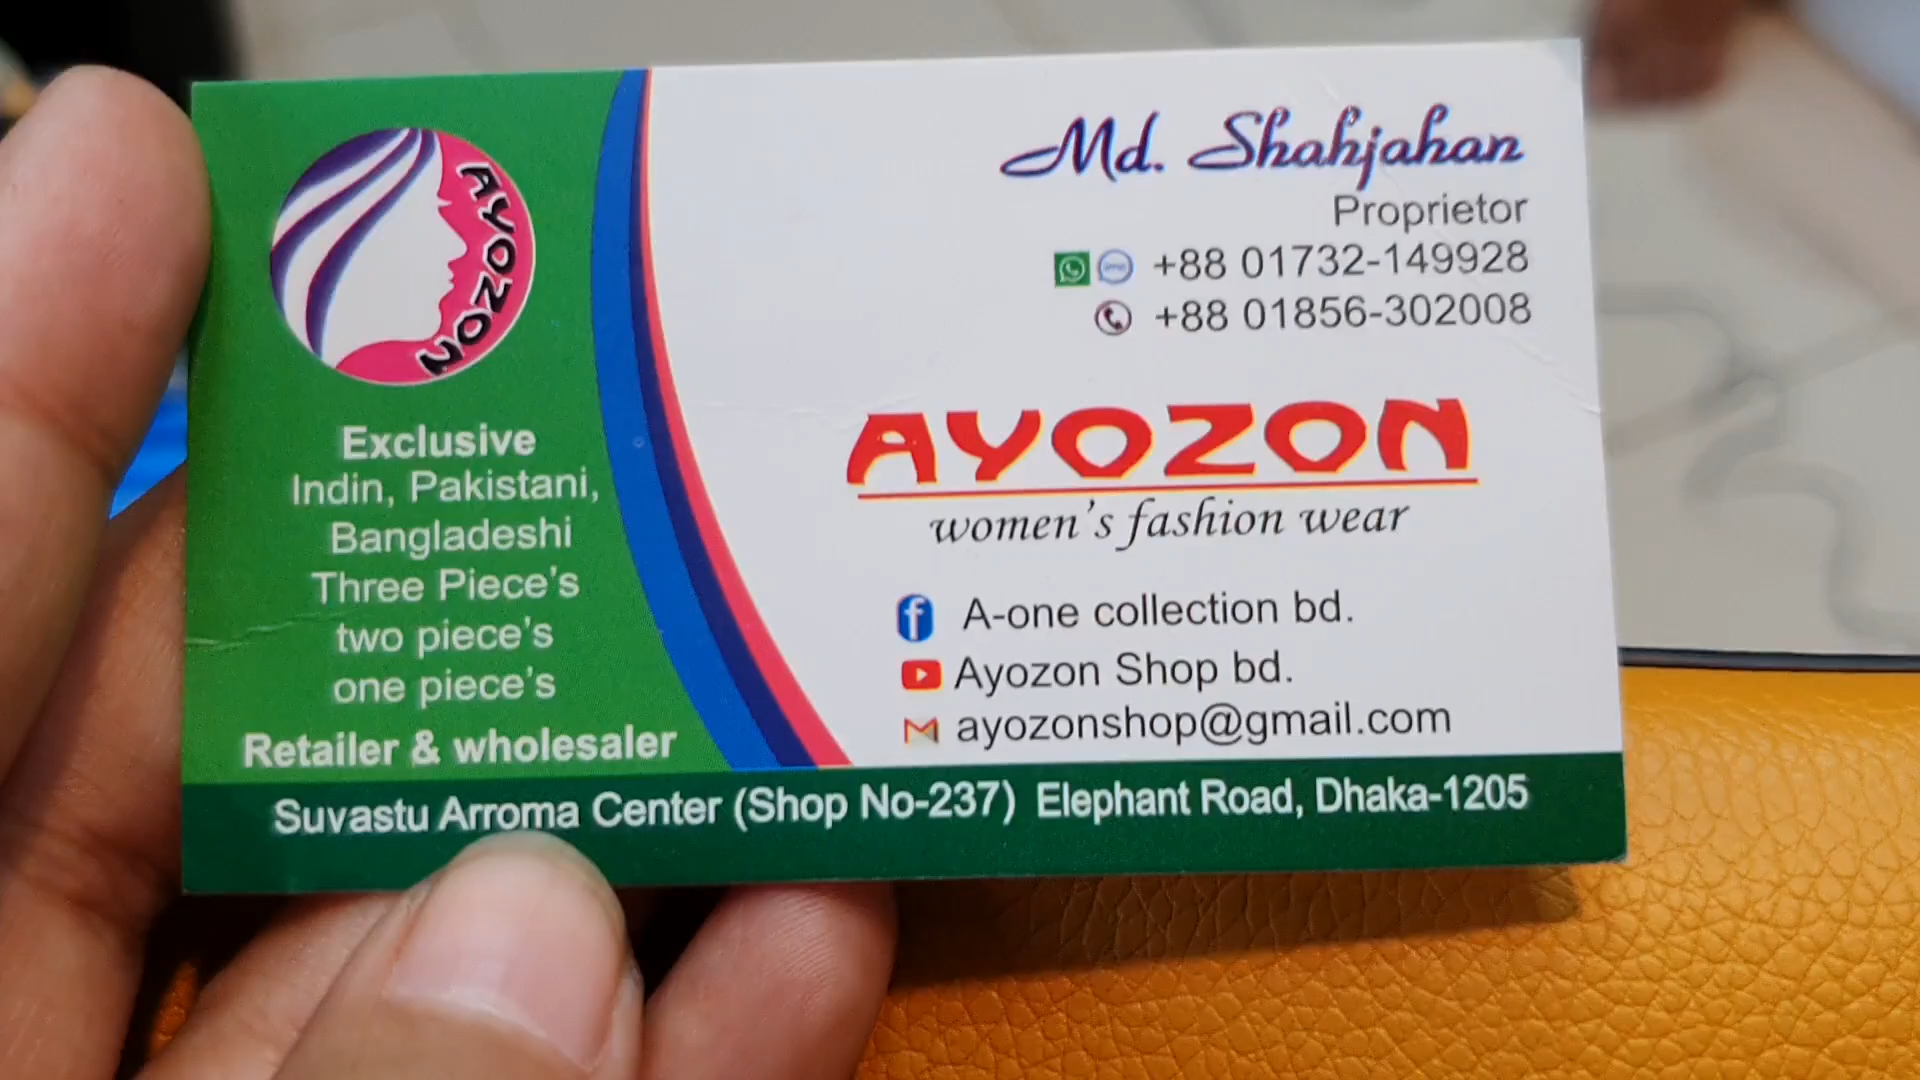 AYOZON
Exclusive
Indin, Pakistani,
Bangladeshi
Three Piece's
two piece's
one piece's
Retailer & wholesaler
Md. Shahjahan
Proprietor
+88 01732-149928
+88 01856-302008
AYOZON
women's fashion wear
A-one collection bd.
Ayozon Shop bd.
ayozonshop@gmail.com
Suvastu Arroma Center (Shop No-237) Elephant Road, Dhaka-1205